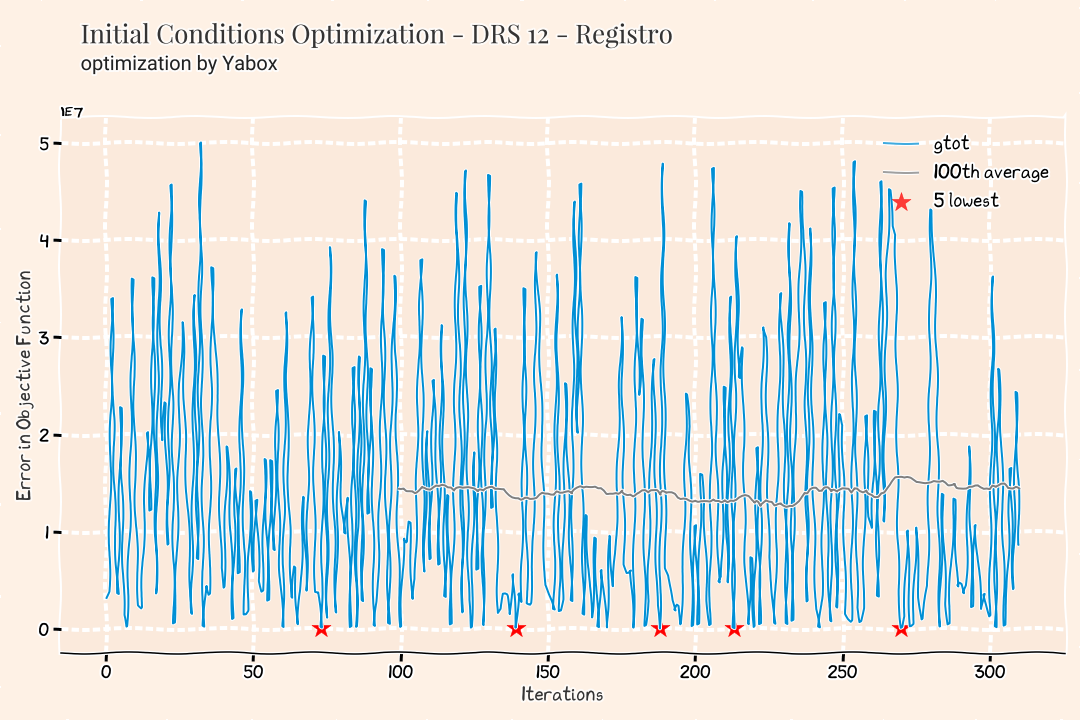 Initial Conditions Optimization - DRS 12 - Registro
optimization by Yabox
1E7
gtot
100th average
5 lowest
5
4
3
2
1
0
Error in Objective Function
0 50 100 150 200 250 300
Iterations